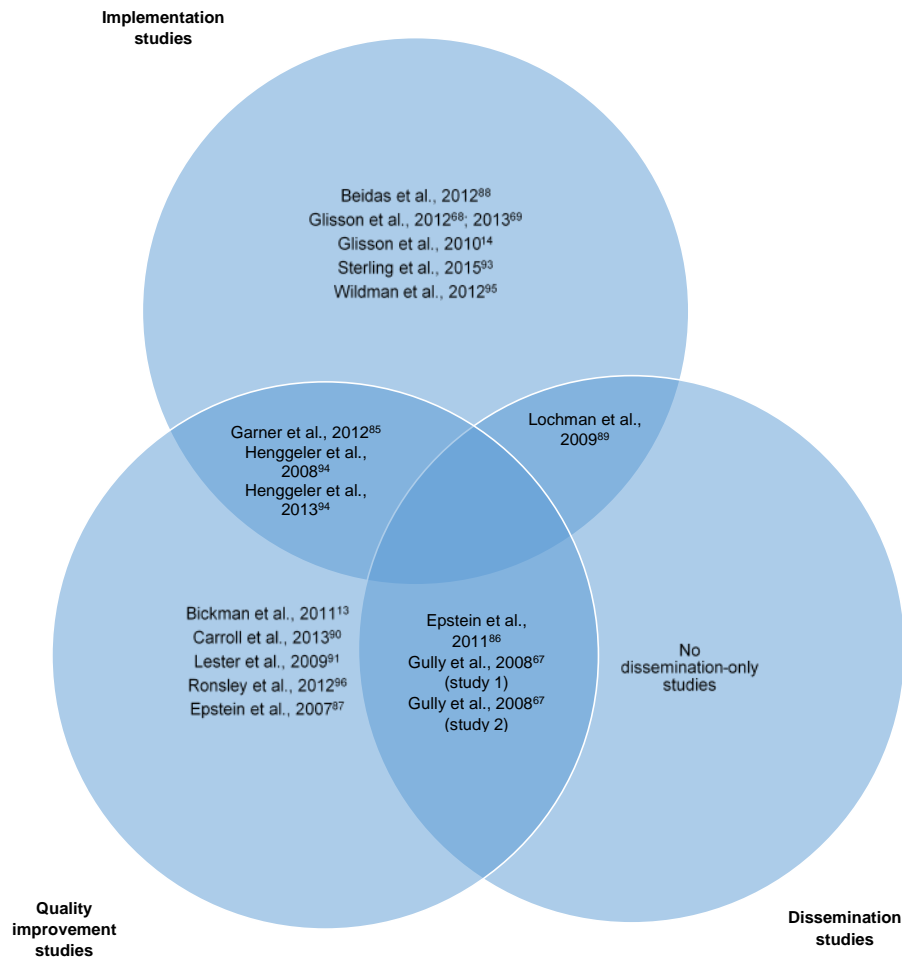 Implementation
studies
Beidas et al., 2012⁸⁸
Glisson et al., 2012⁶⁸; 2013⁶⁹
Glisson et al., 2010¹⁴
Sterling et al., 2015⁹³
Wildman et al., 2012⁹⁵
Garner et al., 2012⁸⁵
Henggeler et al.,
2008⁹⁴
Henggeler et al.,
2013⁹⁴
Lochman et al.,
2009⁸⁹
Bickman et al., 2011¹³
Carroll et al., 2013⁹⁰
Lester et al., 2009⁹¹
Ronsley et al., 2012⁹⁶
Epstein et al., 2007⁸⁷
Epstein et al.,
2011⁸⁶
Gully et al., 2008⁶⁷
(study 1)
Gully et al., 2008⁶⁷
(study 2)
No
dissemination-only
studies
Quality
improvement
studies
Dissemination
studies